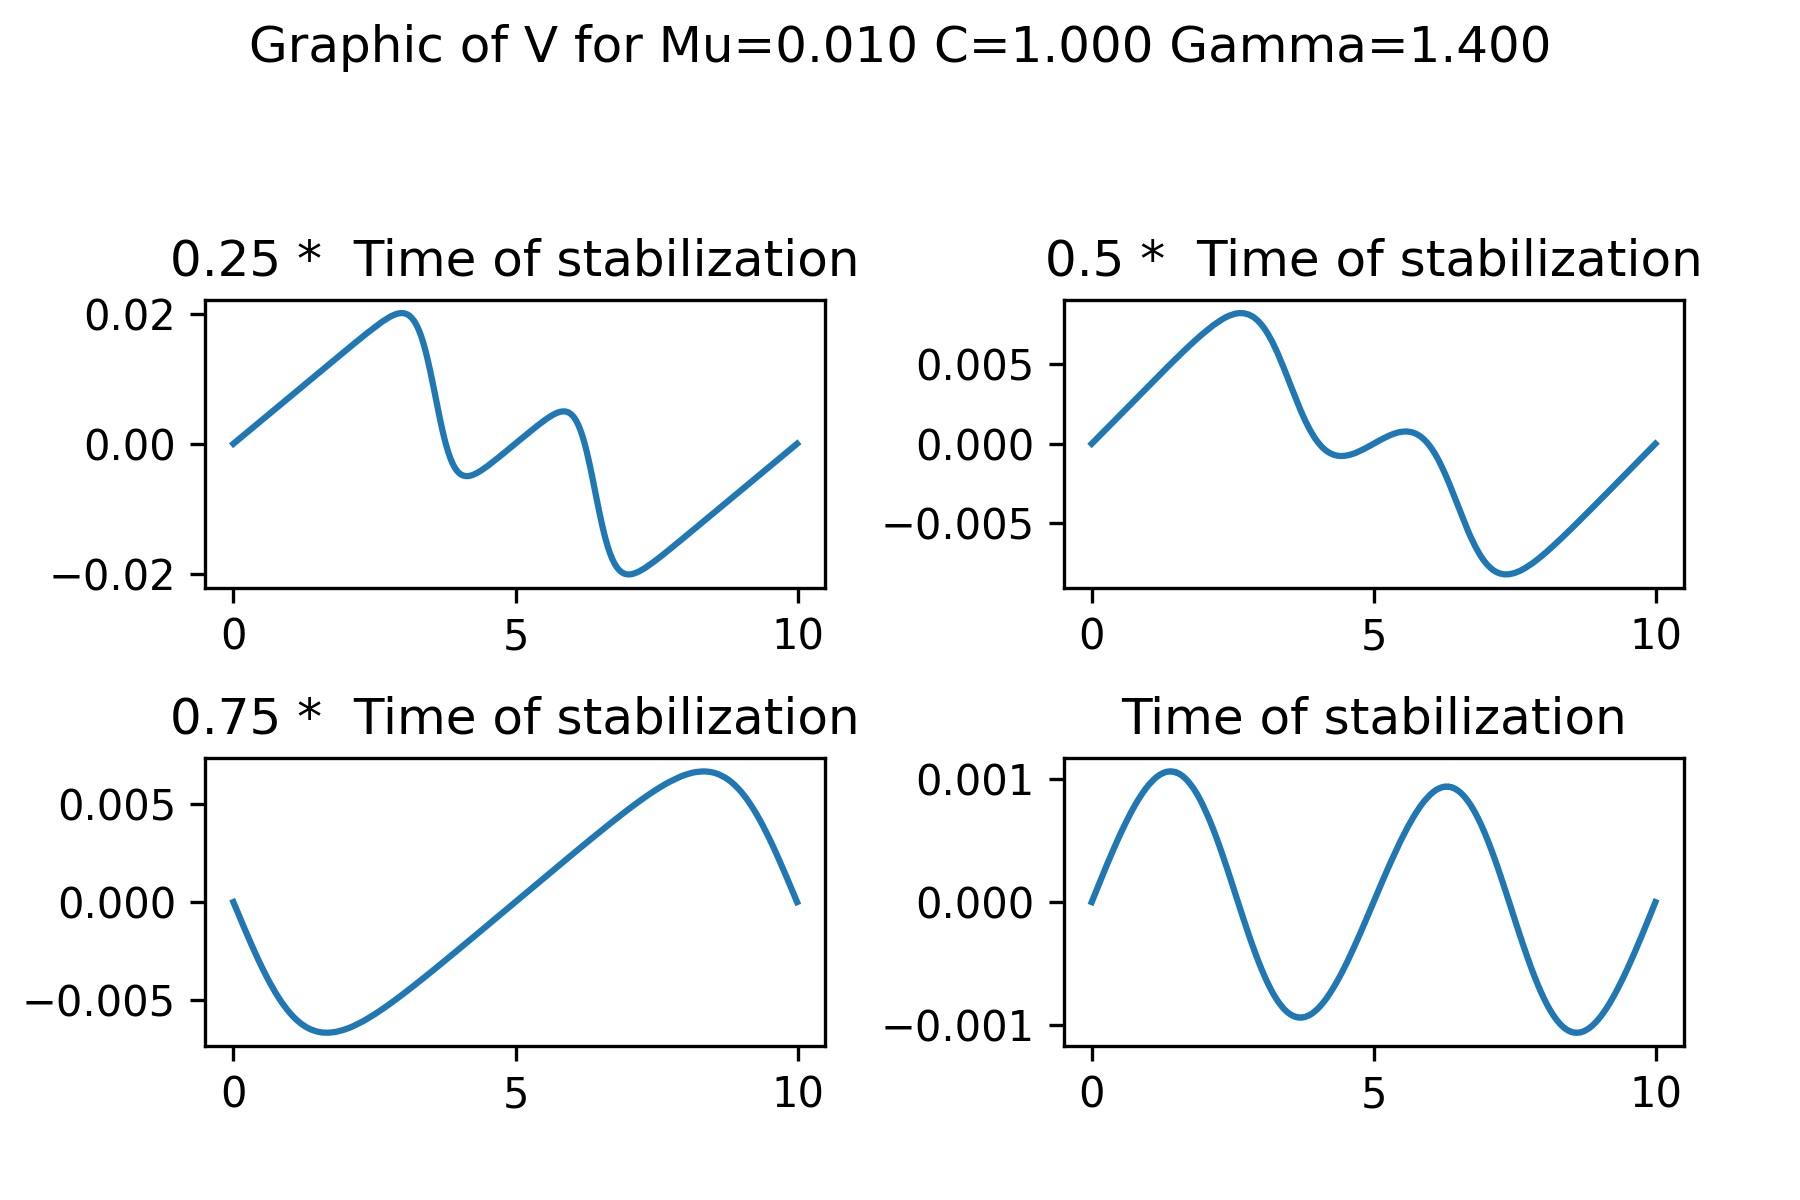 Graphic of V for Mu=0.010 C=1.000 Gamma=1.400
0.25 *  Time of stabilization
0.02
0.00
−0.02
0 5 10
0.5 *  Time of stabilization
0.005
0.000
−0.005
0 5 10
0.75 *  Time of stabilization
0.005
0.000
−0.005
0 5 10
Time of stabilization
0.001
0.000
−0.001
0 5 10